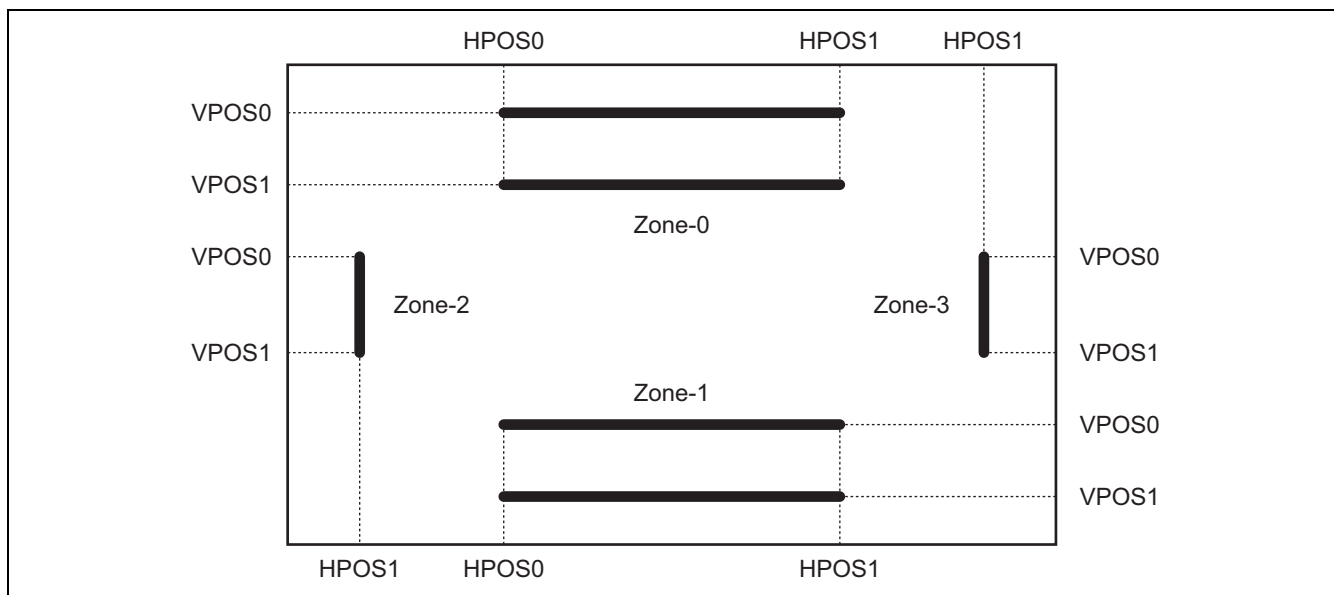 HPOS0 HPOS1 HPOS1
VPOS0
VPOS1
Zone-0
VPOS0 VPOS0
Zone-2 Zone-3
VPOS1 VPOS1
Zone-1
VPOS0
VPOS1
HPOS1 HPOS0 HPOS1